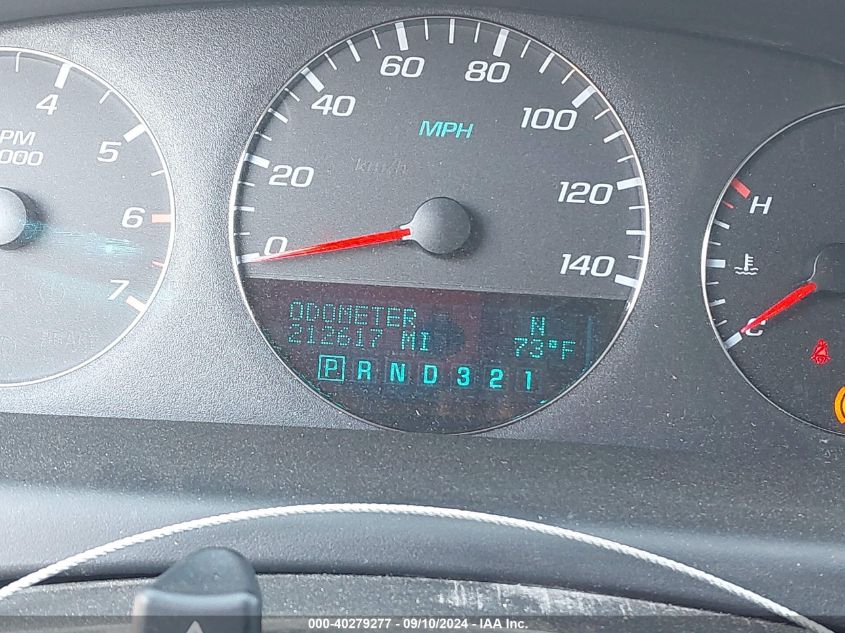 4
5
6
7
PM
000
0
20
40
60
80
100
120
140
MPH
km/h
ODOMETER
212617 MI
N
73°F
P R N D 3 2 1
H
C
000-40279277 - 09/10/2024 - IAA Inc.